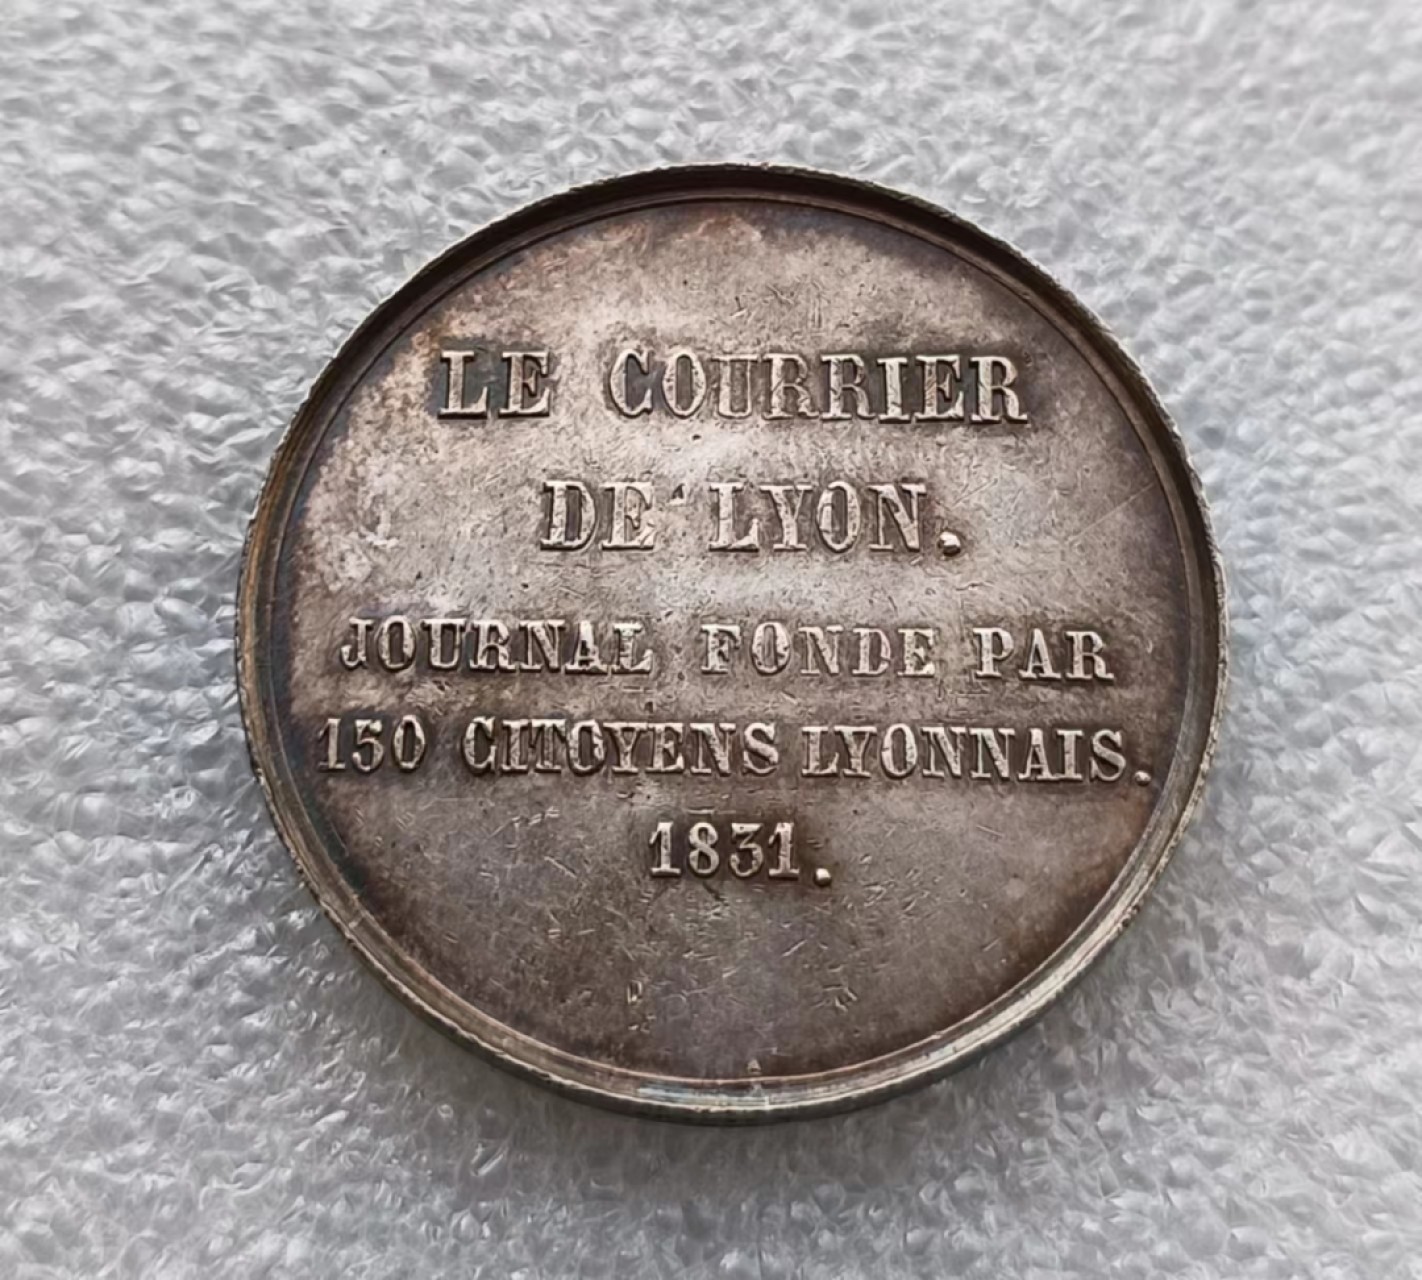 LE COURRIER
DE LYON.
JOURNAL FONDE PAR
150 CITOYENS LYONNAIS.
1831.